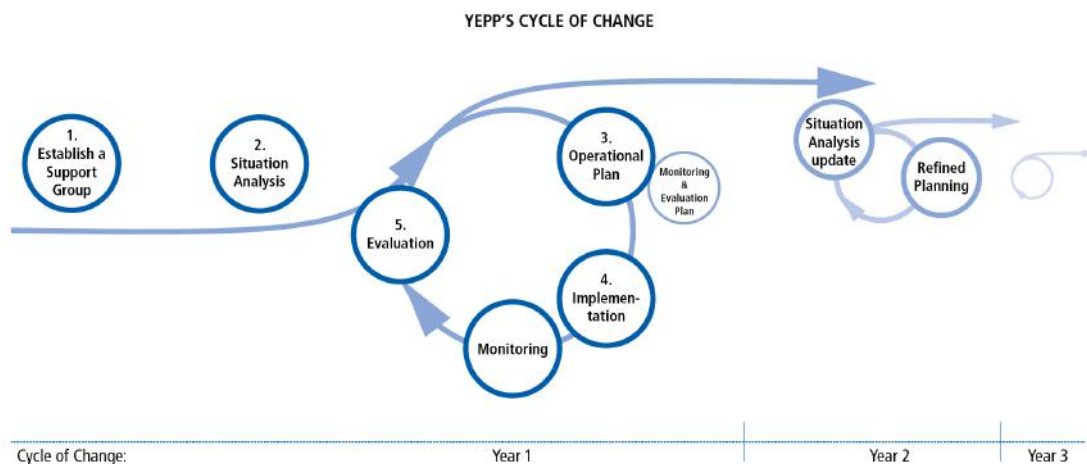 YEPP'S CYCLE OF CHANGE
1.
Establish a
Support
Group
2.
Situation
Analysis
3.
Operational
Plan
Monitoring
&
Evaluation
Plan
4.
Implemen-
tation
Monitoring
5.
Evaluation
Situation
Analysis
update
Refined
Planning
Cycle of Change:
Year 1
Year 2
Year 3